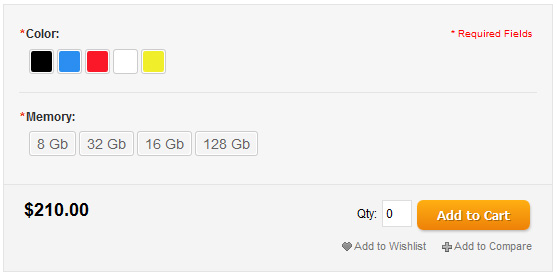 *Color:
* Required Fields
*Memory:
8 Gb 32 Gb 16 Gb 128 Gb
$210.00
Qty: 0 Add to Cart
Add to Wishlist Add to Compare